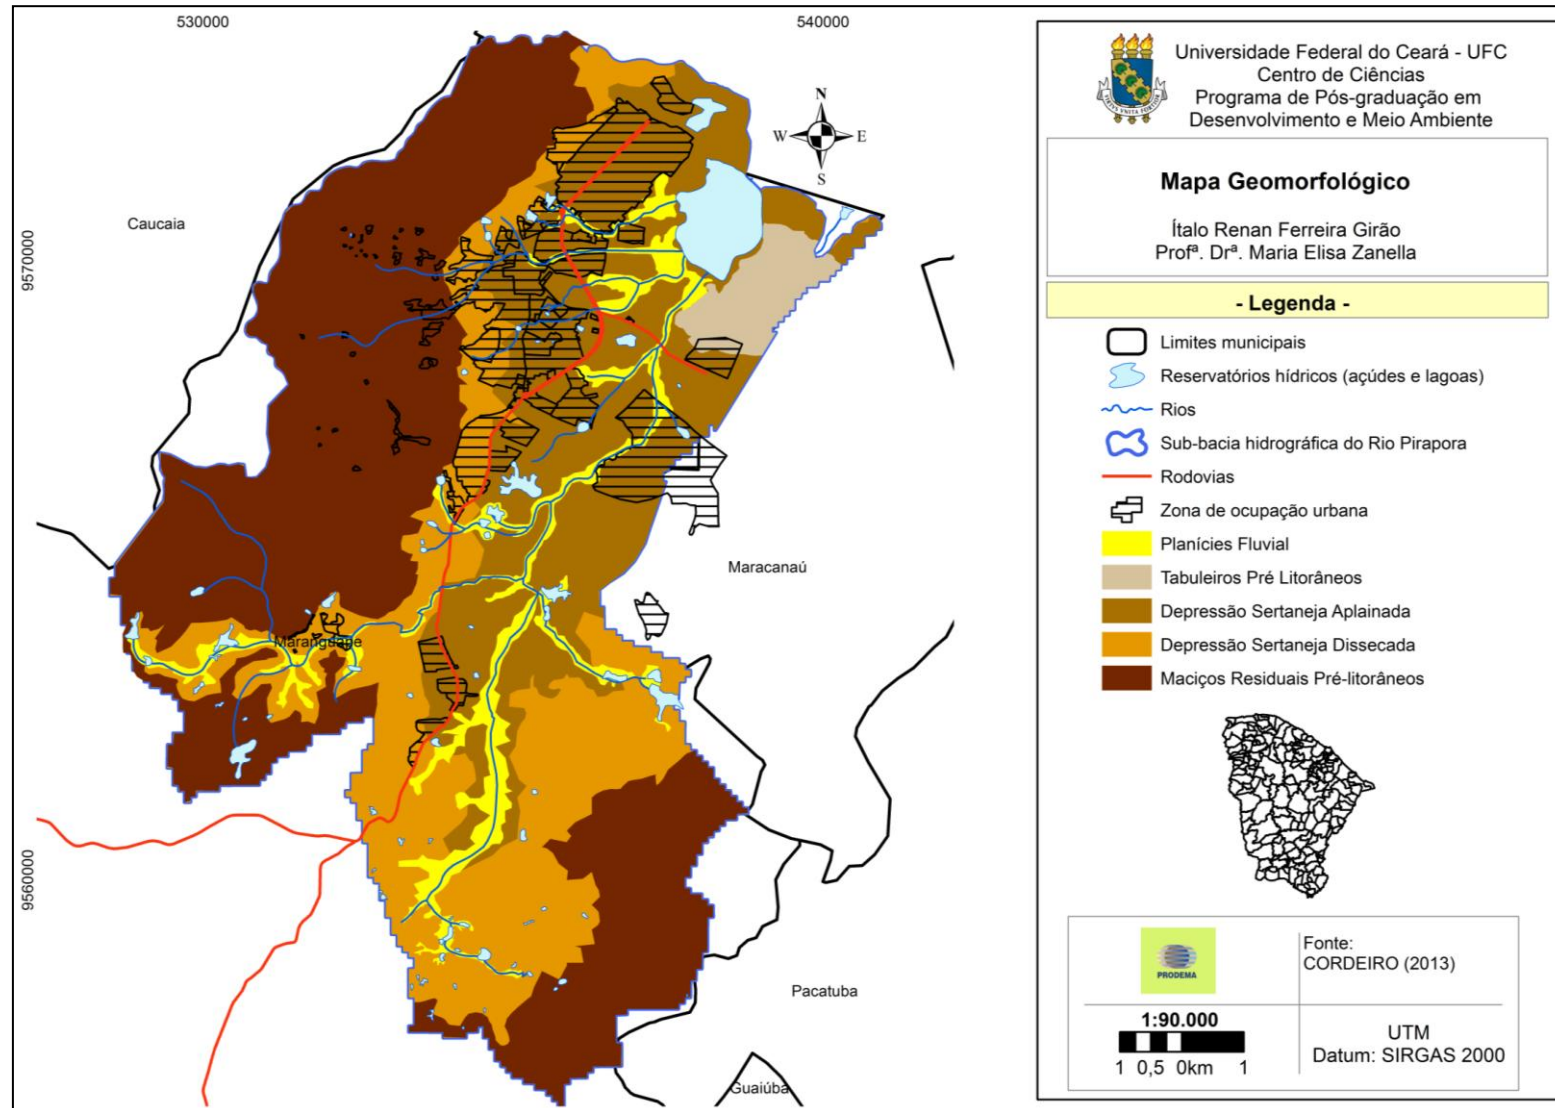 530000
540000
9570000
9560000
N
W
E
S
Caucaia
Maranguape
Maracanaú
Pacatuba
Guaiúba
VIRTUS UNITA FORTIOR
Universidade Federal do Ceará - UFC
Centro de Ciências
Programa de Pós-graduação em
Desenvolvimento e Meio Ambiente
Mapa Geomorfológico
Ítalo Renan Ferreira Girão
Profª. Drª. Maria Elisa Zanella
- Legenda -
Limites municipais
Reservatórios hídricos (açúdes e lagoas)
Rios
Sub-bacia hidrográfica do Rio Pirapora
Rodovias
Zona de ocupação urbana
Planícies Fluvial
Tabuleiros Pré Litorâneos
Depressão Sertaneja Aplainada
Depressão Sertaneja Dissecada
Maciços Residuais Pré-litorâneos
PRODEMA
Fonte:
CORDEIRO (2013)
1:90.000
1 0,5 0km 1
UTM
Datum: SIRGAS 2000